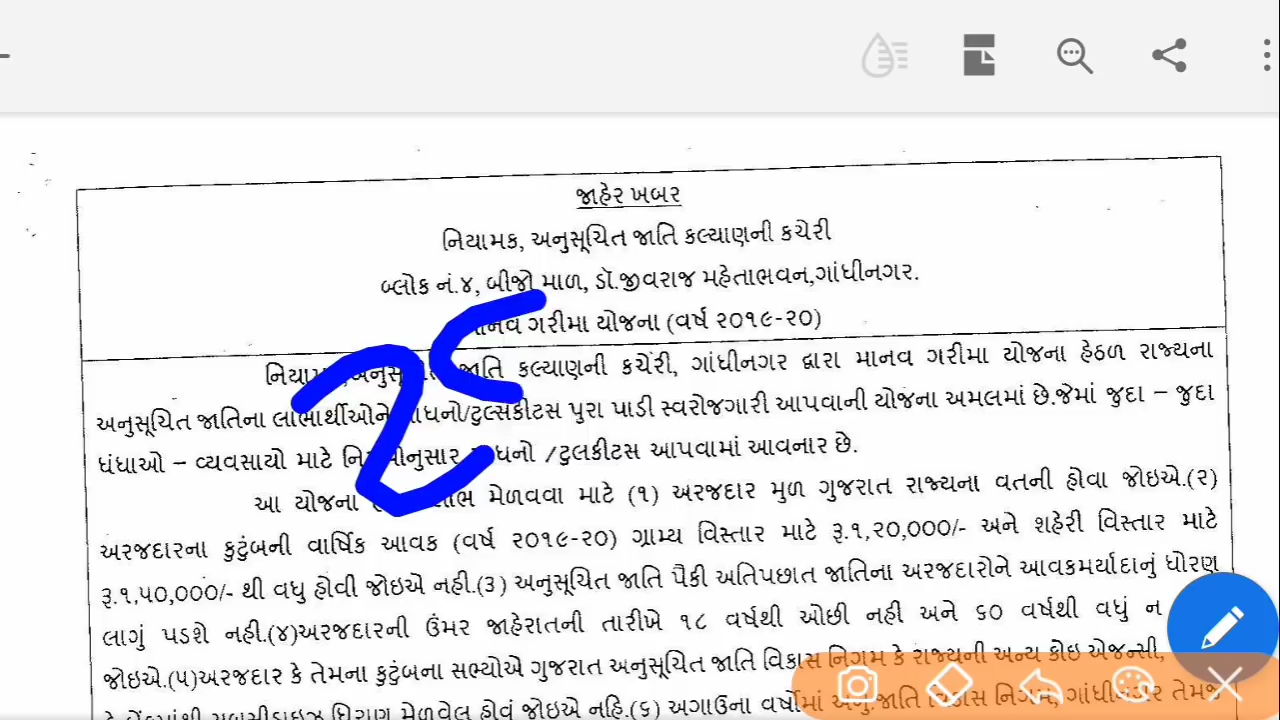 જાહેર ખબર
નિયામક, અનુસૂચિત જાતિ કલ્યાણની કચેરી
બ્લોક નં.૪, બીજો માળ, ડૉ.જીવરાજ મહેતાભવન,ગાંધીનગર.
ગરીમા યોજના (વર્ષ ૨૦૧૯-૨૦)
કલ્યાણની કચેંરી, ગાંધીનગર દ્વારા માનવ ગરીમા યોજના હેઠળ રાજ્યના
અનુસૂચિત જાતિના લાભાર્થીઓને સાધનો/ટુલ્સકીટસ પુરા પાડી સ્વરોજગારી આપવાની યોજના અમલમાં છે.જેમાં જુદા – જુદા
ધંધાઓ – વ્યવસાયો માટે /ટુલકીટસ આપવામાં આવનાર છે.
આ યોજના મેળવવા માટે (૧) અરજદાર મુળ ગુજરાત રાજ્યના વતની હોવા જોઇએ.(૨)
અરજદારના કુટુંબની વાર્ષિક આવક (વર્ષ ૨૦૧૯-૨૦) ગ્રામ્ય વિસ્તાર માટે રૂ.૧,૨૦,૦૦૦/- અને શહેરી વિસ્તાર માટે
રૂ.૧,૫૦,૦૦૦/- થી વધુ હોવી જોઇએ નહી.(૩) અનુસૂચિત જાતિ પૈકી અતિપછાત જાતિના અરજદારોને આવકમર્યાદાનું ધોરણ
લાગું પડશે નહી.(૪)અરજદારની ઉંમર જાહેરાતની તારીખે ૧૮ વર્ષથી ઓછી નહી અને ૬૦ વર્ષથી વધું ન
જોઇએ.(૫)અરજદાર કે તેમના કુટુંબના સભ્યોએ ગુજરાત અનુસૂચિત જાતિ વિકાસ નિગમ કે રાજ્યની અન્ય કોઇ એજન્સી,
મેળવેલ હોવું જોઇએ નહિ.(૬) અગાઉના વર્ષોમાં અનુ.જાતિ વિકાસ નિગમ, ગાંધીનગર તેમજ